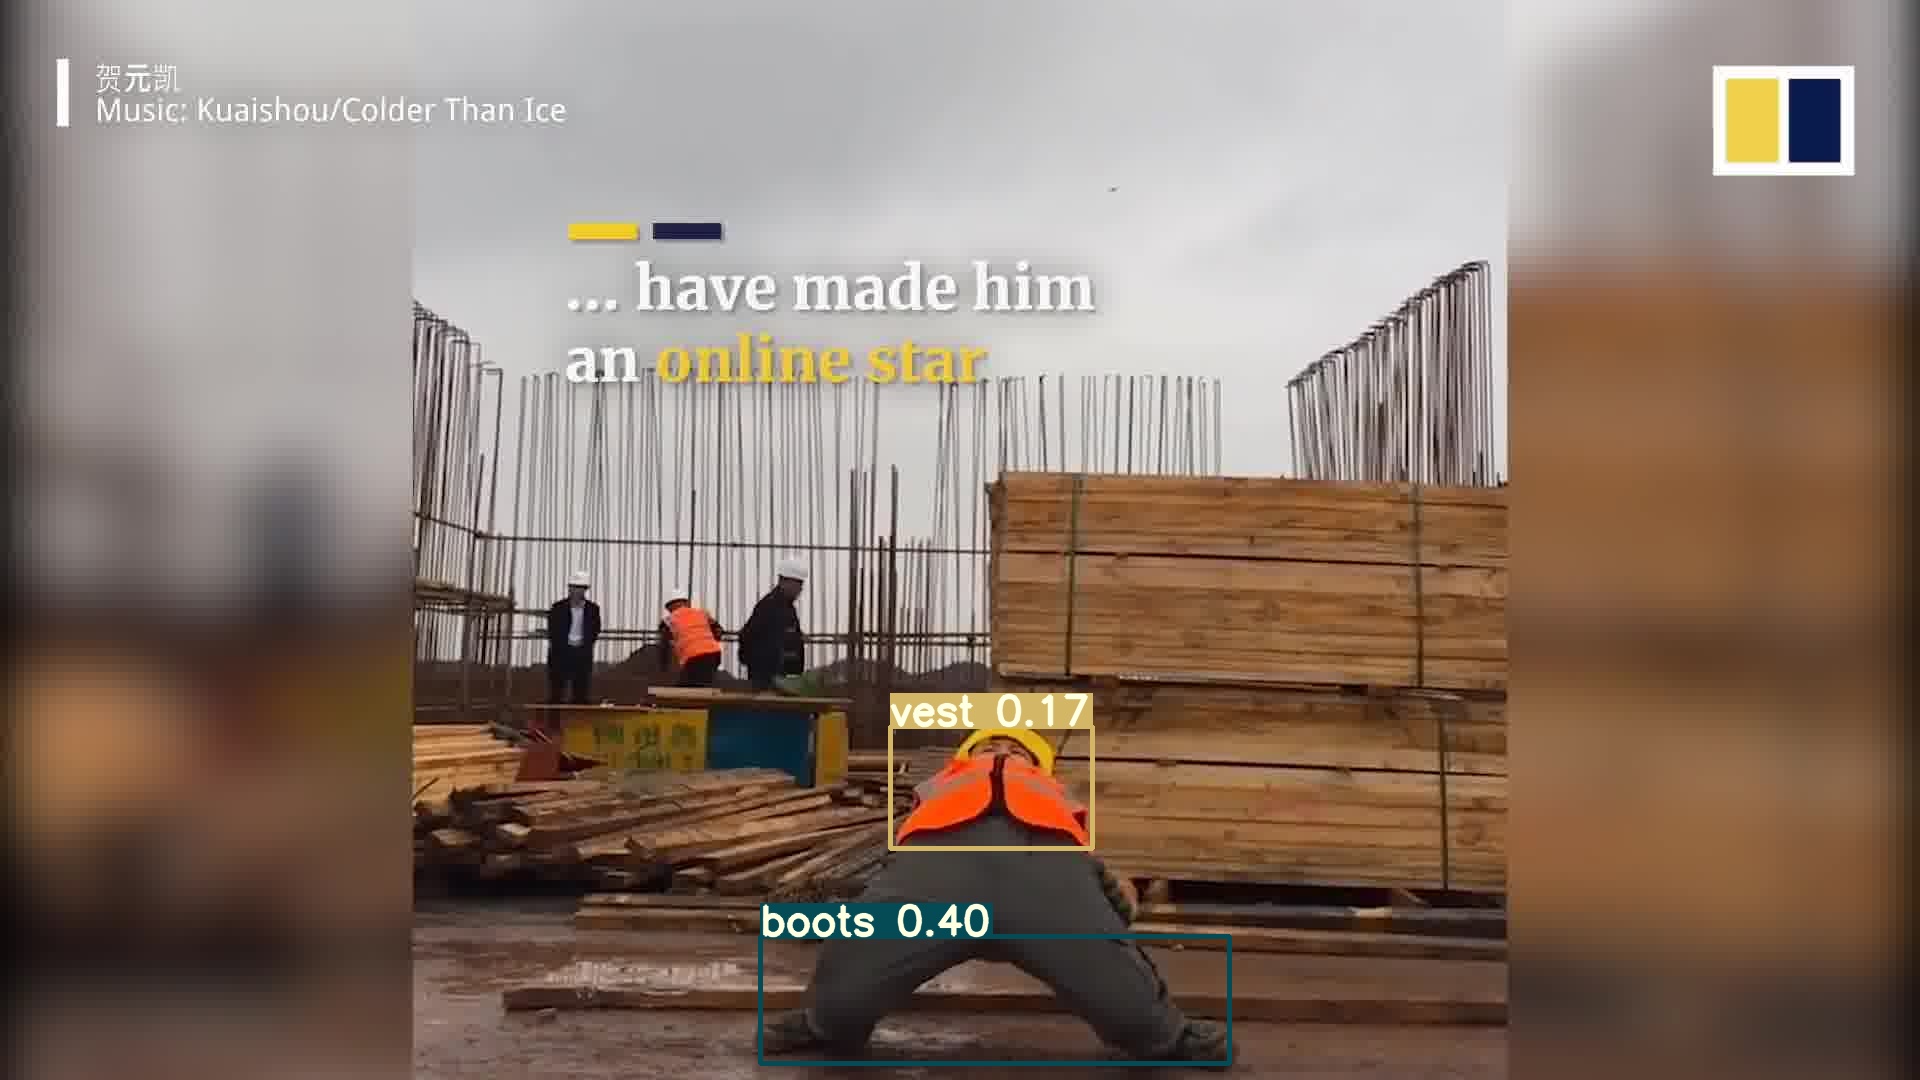 贺元凯
Music: Kuaishou/Colder Than Ice
... have made him
an online star
vest 0.17
boots 0.40